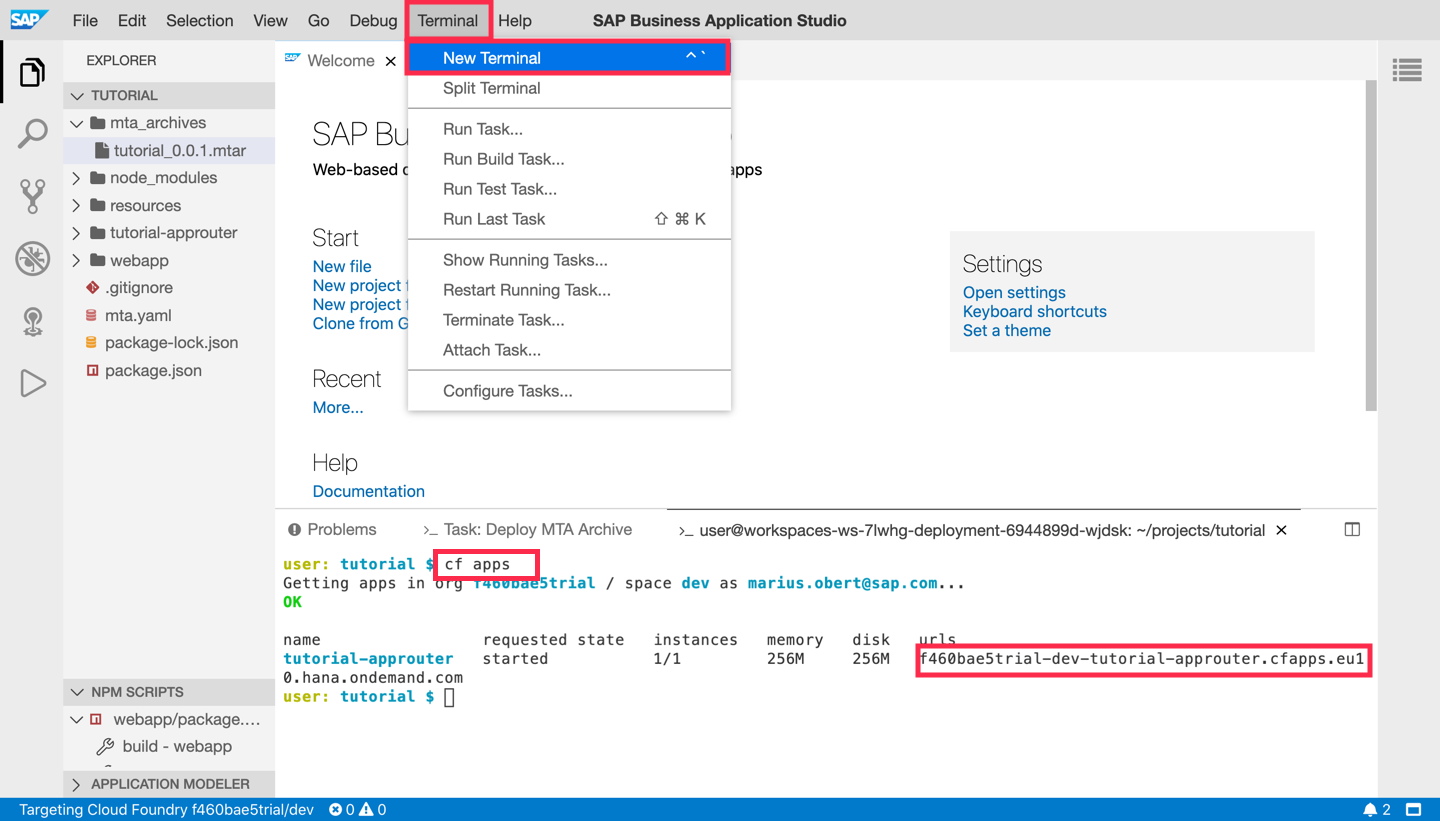 SAP File Edit Selection View Go Debug Terminal Help SAP Business Application Studio
EXPLORER
TUTORIAL
mta_archives
tutorial_0.0.1.mtar
node_modules
resources
tutorial-approuter
webapp
.gitignore
mta.yaml
package-lock.json
package.json
NPM SCRIPTS
webapp/package....
build - webapp
APPLICATION MODELER
SAP Welcome
New Terminal ^ `
Split Terminal
Run Task...
Run Build Task...
Run Test Task...
Run Last Task ⇧ ⌘ K
Show Running Tasks...
Restart Running Task...
Terminate Task...
Attach Task...
Configure Tasks...
SAP Bu
Web-based pps
Start
New file
New project
New project
Clone from G
Recent
More...
Help
Documentation
Settings
Open settings
Keyboard shortcuts
Set a theme
Problems >_ Task: Deploy MTA Archive >_ user@workspaces-ws-7lwhg-deployment-6944899d-wjdsk: ~/projects/tutorial
user: tutorial $ cf apps
Getting apps in org f460bae5trial / space dev as marius.obert@sap.com...
OK
name requested state instances memory disk urls
tutorial-approuter started 1/1 256M 256M f460bae5trial-dev-tutorial-approuter.cfapps.eu1
0.hana.ondemand.com
user: tutorial $
Targeting Cloud Foundry f460bae5trial/dev 0 0 2